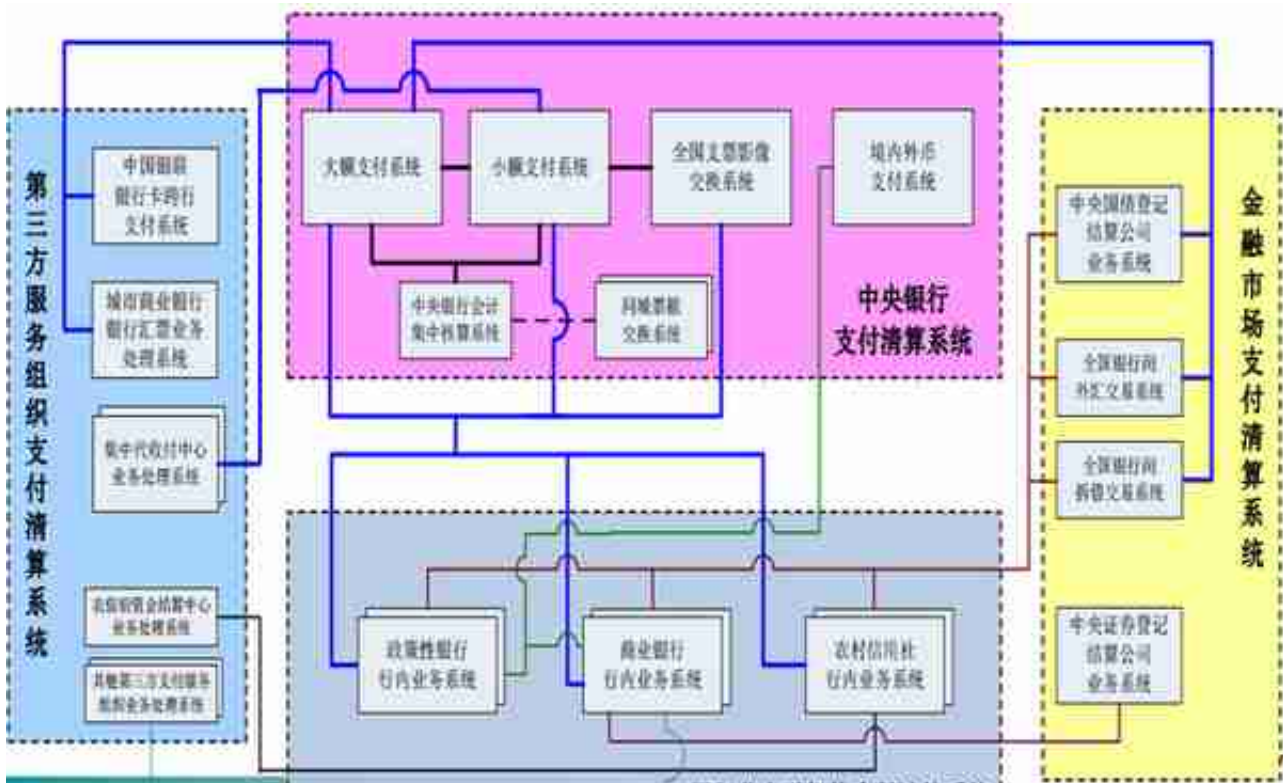 第三方服务组织支付清算系统
中国银联
银行卡跨行
支付系统
城市商业银行
银行汇票业务
处理系统
集中代收付中心
业务处理系统
农信银资金结算中心
业务处理系统
其他第三方支付服务
组织业务处理系统
大额支付系统
小额支付系统
全国支票影像
交换系统
境内外币
支付系统
中央银行会计
集中核算系统
同城票据
交换系统
中央银行
支付清算系统
政策性银行
行内业务系统
商业银行
行内业务系统
农村信用社
行内业务系统
中央国债登记
结算公司
业务系统
全国银行间
外汇交易系统
全国银行间
拆借交易系统
中央证券登记
结算公司
业务系统
金融市场支付清算系统